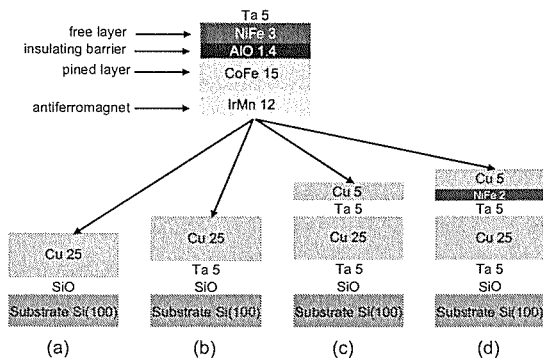 Ta 5
free layer
NiFe 3
insulating barrier
AlO 1.4
pined layer
CoFe 15
antiferromagnet
IrMn 12
Cu 25
SiO
Substrate Si(100)
(a)
Cu 25
Ta 5
SiO
Substrate Si(100)
(b)
Cu 5
Ta 5
Cu 25
Ta 5
SiO
Substrate Si(100)
(c)
Cu 5
NiFe 2
Ta 5
Cu 25
Ta 5
SiO
Substrate Si(100)
(d)